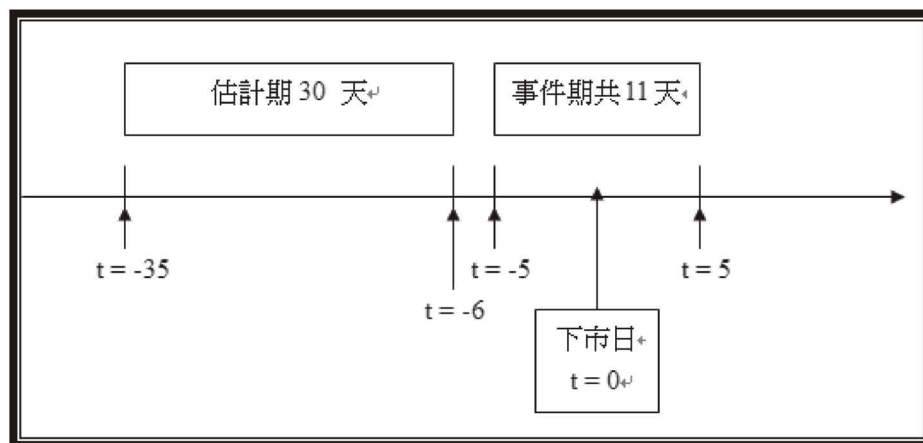 估計期 30 天
事件期共 11 天
t = -35
t = -6
t = -5
t = 5
下市日
t = 0